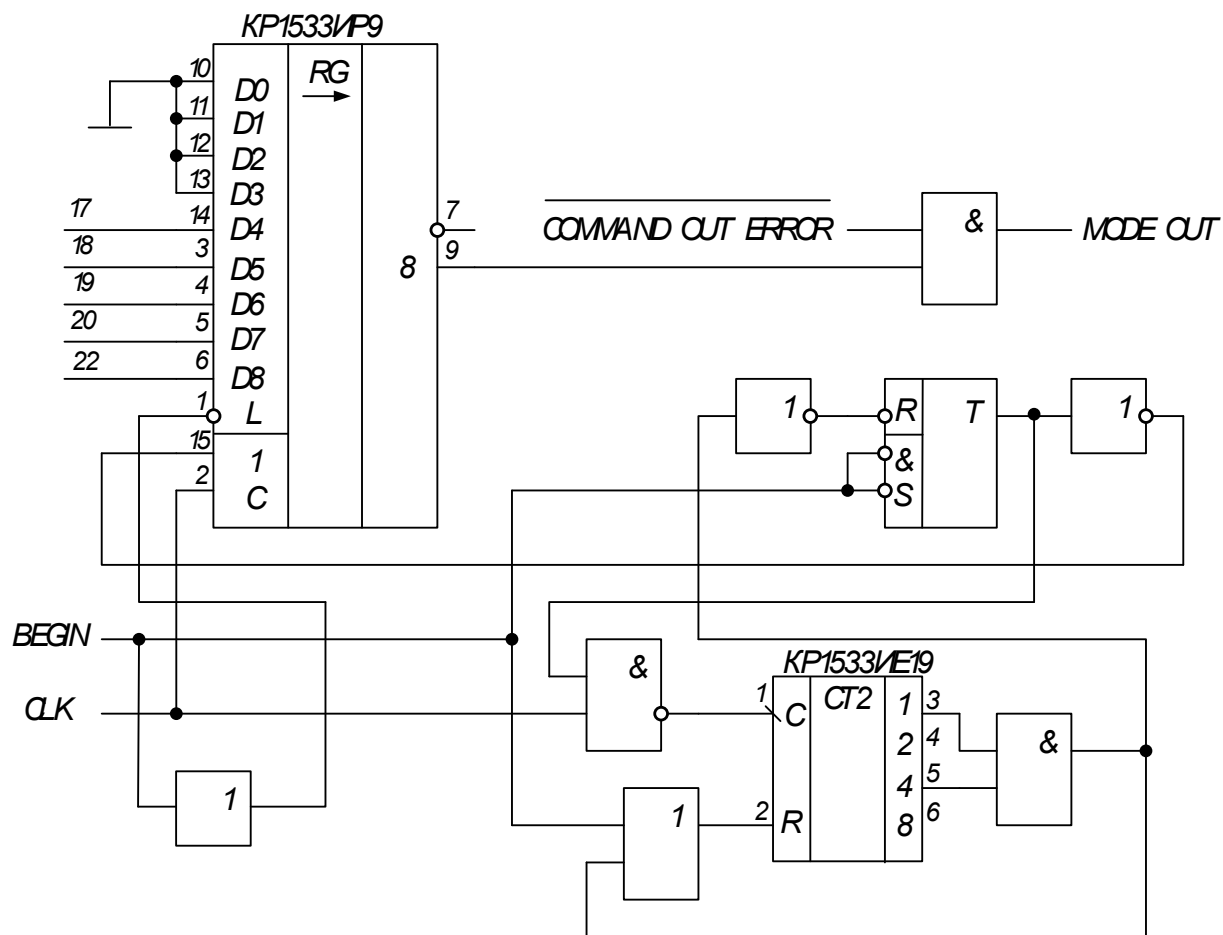 КР1533ИР9
RG
10
D0
11
D1
12
D2
13
D3
17
14
D4
18
3
D5
19
4
D6
20
5
D7
22
6
D8
1
L
15
1
2
C
7
9
8
COMMAND OUT ERROR
&
MODE OUT
1
R
T
&
S
1
BEGIN
CLK
1
&
КР1533ИЕ19
1
C
CT2
1
3
2
4
4
5
8
6
2
R
1
&